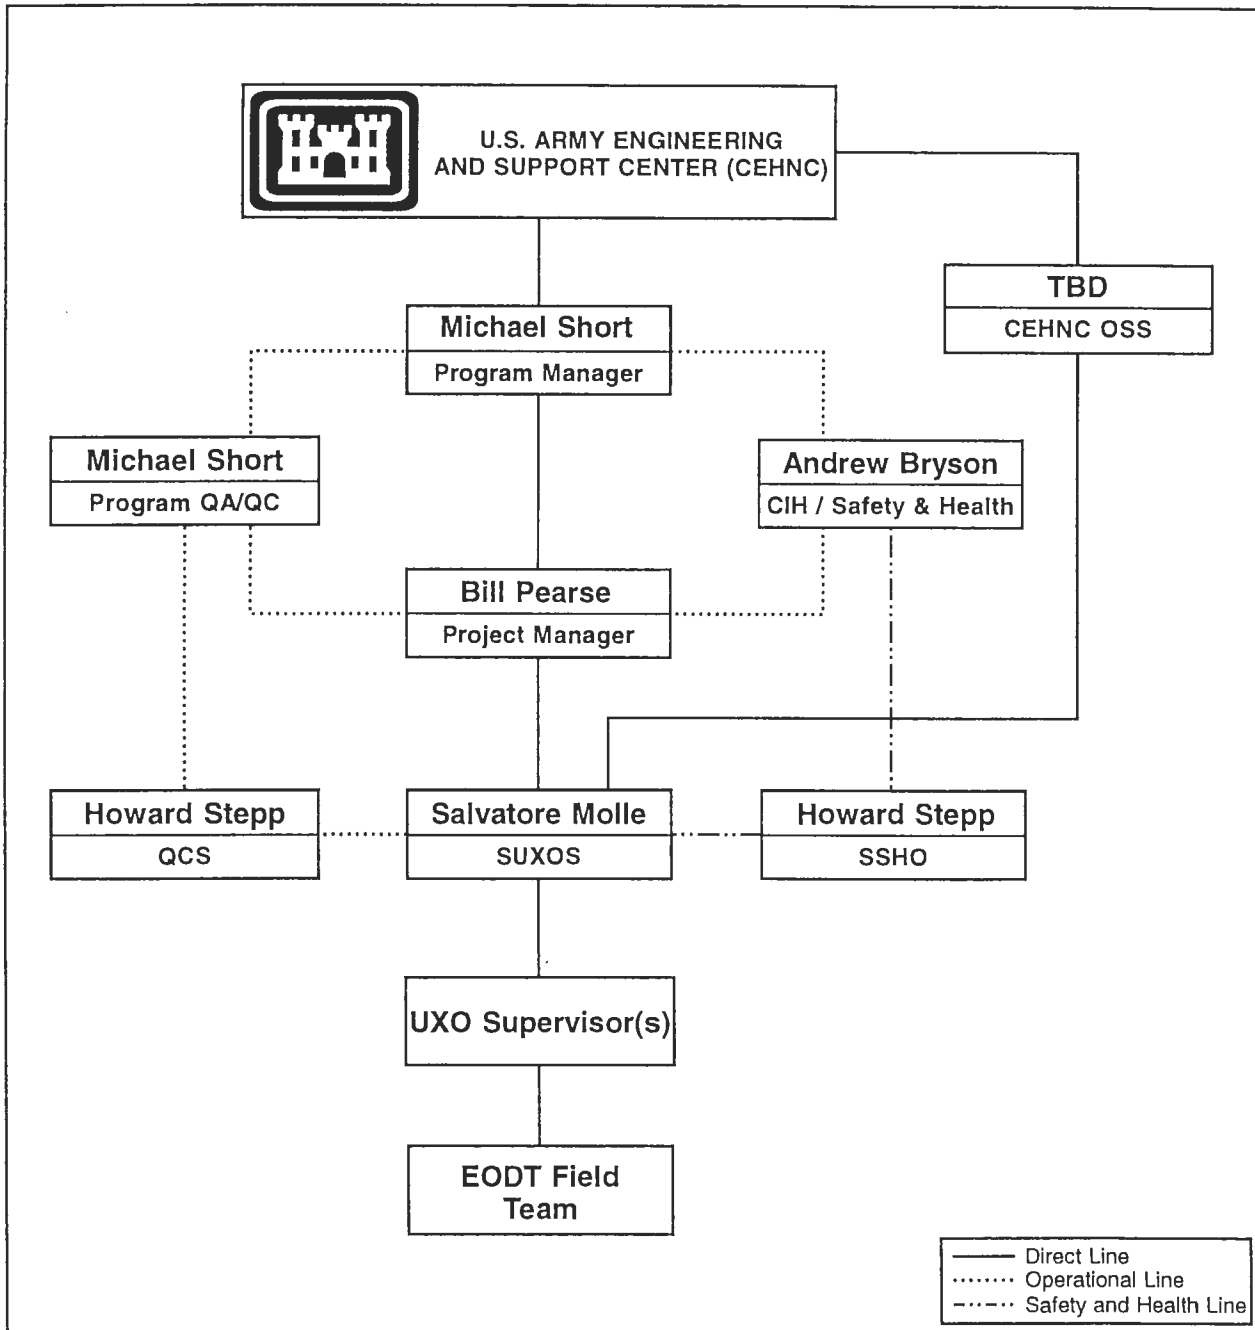 U.S. ARMY ENGINEERING
AND SUPPORT CENTER (CEHNC)
TBD
CEHNC OSS
Michael Short
Program Manager
Michael Short
Program QA/QC
Andrew Bryson
CIH / Safety & Health
Bill Pearse
Project Manager
Howard Stepp
QCS
Salvatore Molle
SUXOS
Howard Stepp
SSHO
UXO Supervisor(s)
EODT Field
Team
Direct Line
Operational Line
Safety and Health Line